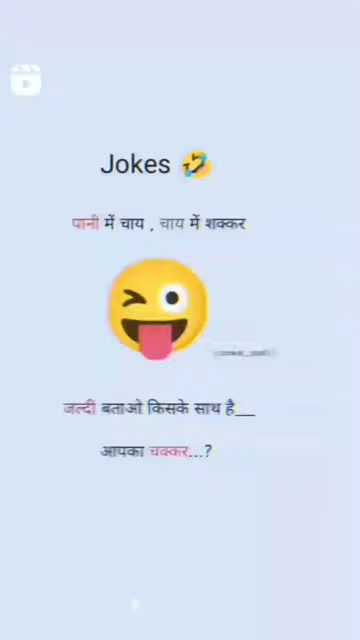 Jokes 🤣
पानी में चाय , चाय में शक्कर
जल्दी बताओ किसके साथ है__
आपका चक्कर...?